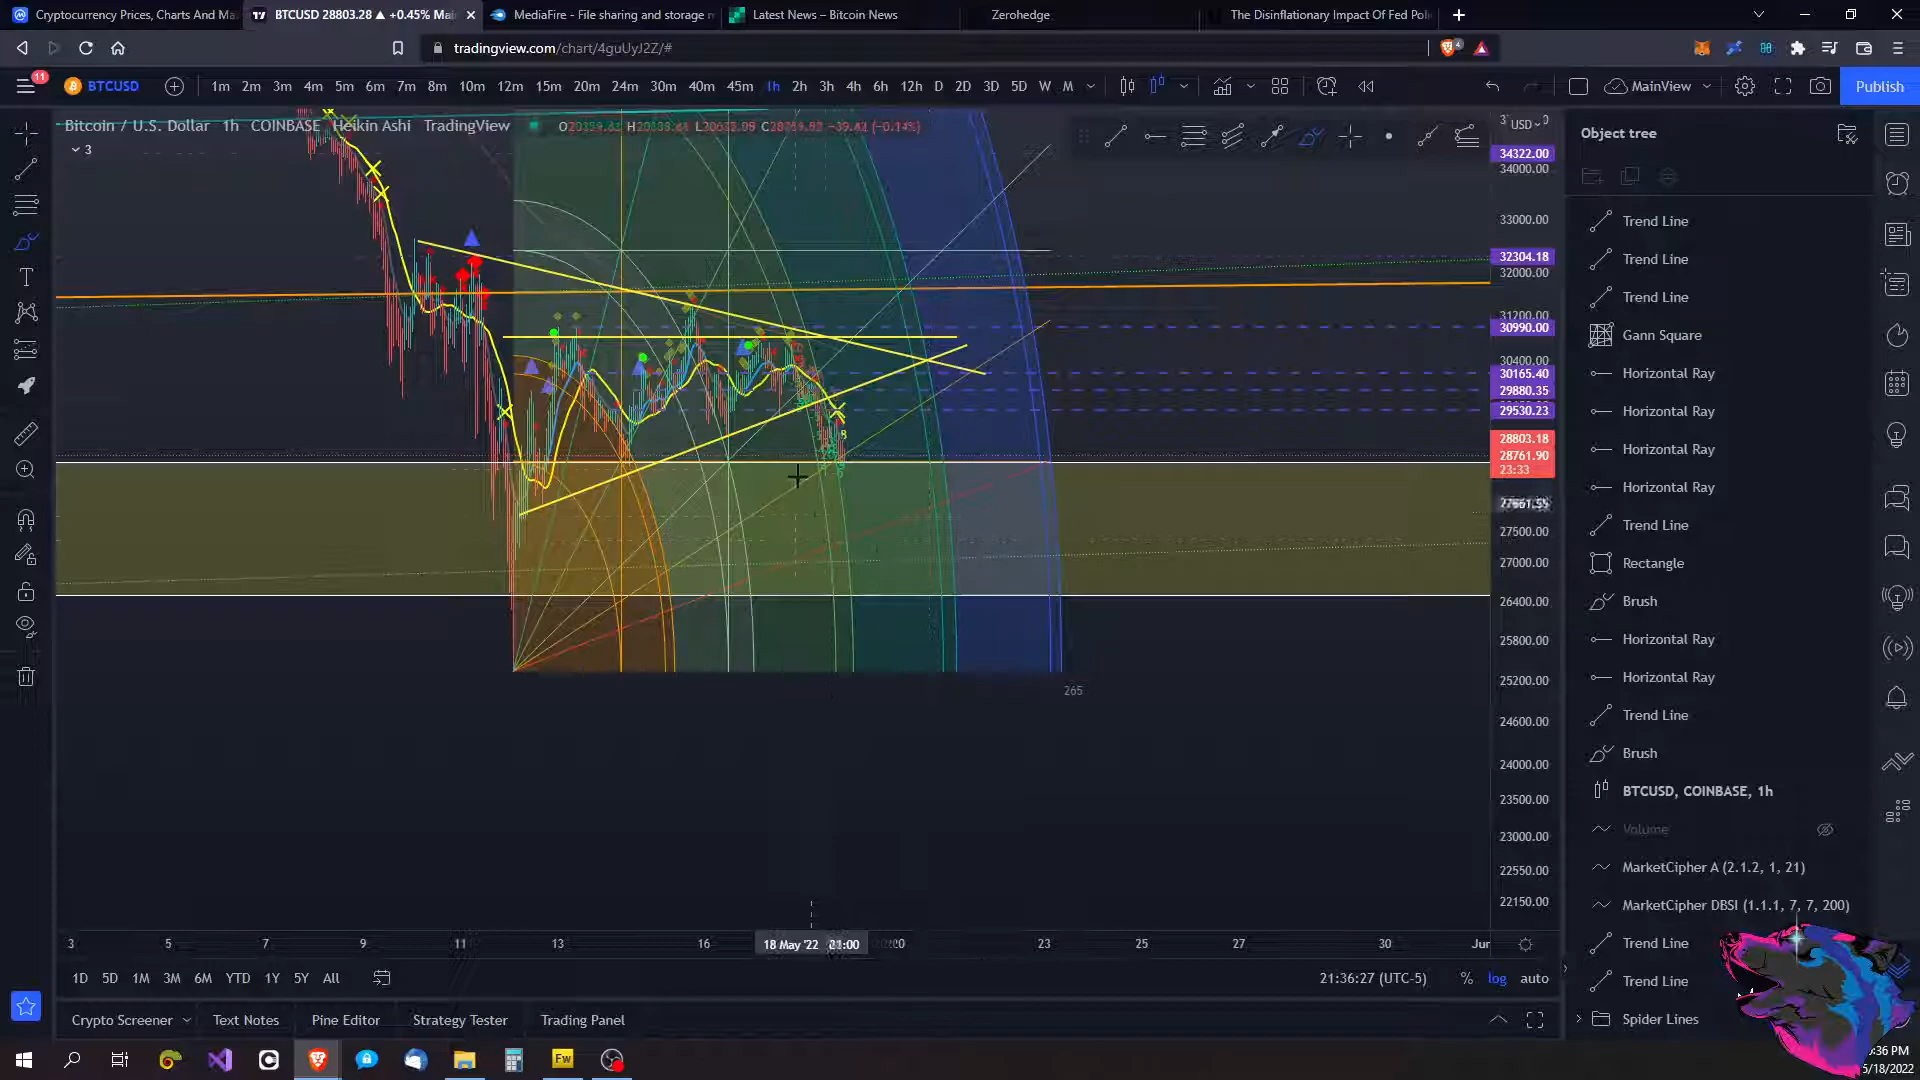 Cryptocurrency Prices, Charts And Ma
BTCUSD 28803.28 ▲ +0.45% Mai
MediaFire - File sharing and storage m
Latest News – Bitcoin News
Zerohedge
The Disinflationary Impact Of Fed Poli
tradingview.com/chart/4guUyJ2Z/#
4
11
BTCUSD
1m 2m 3m 4m 5m 6m 7m 8m 10m 12m 15m 20m 24m 30m 40m 45m 1h 2h 3h 4h 6h 12h D 2D 3D 5D W M
MainView
Publish
Bitcoin / U.S. Dollar 1h COINBASE Heikin Ashi TradingView
3
USD
34322.00
34000.00
33000.00
32304.18
32000.00
31200.00
30990.00
30400.00
30165.40
29880.35
29530.23
28803.18
28761.90
23:33
27500.00
27000.00
26400.00
25800.00
25200.00
24600.00
24000.00
23500.00
23000.00
22550.00
22150.00
265
3 5 7 9 11 13 16 18 May '22 20 23 25 27 30 Jun
1D 5D 1M 3M 6M YTD 1Y 5Y All
21:36:27 (UTC-5) % log auto
Crypto Screener Text Notes Pine Editor Strategy Tester Trading Panel
Object tree
Trend Line
Trend Line
Trend Line
Gann Square
Horizontal Ray
Horizontal Ray
Horizontal Ray
Horizontal Ray
Trend Line
Rectangle
Brush
Horizontal Ray
Horizontal Ray
Trend Line
Brush
BTCUSD, COINBASE, 1h
Volume
MarketCipher A (2.1.2, 1, 21)
MarketCipher DBSI (1.1.1, 7, 7, 200)
Trend Line
Trend Line
Spider Lines
Fw
:36 PM
5/18/2022